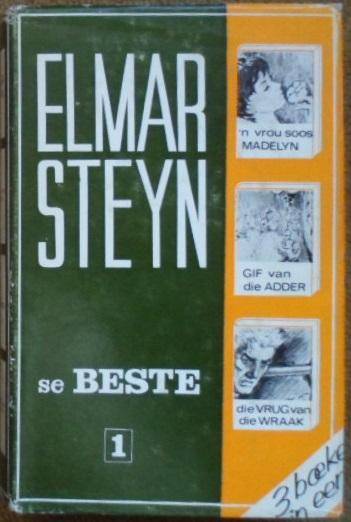 ELMAR
STEYN
se BESTE
1
'n vrou soos
MADELYN
GIF van
die ADDER
die VRUG van
die WRAAK
3 boeke
in een